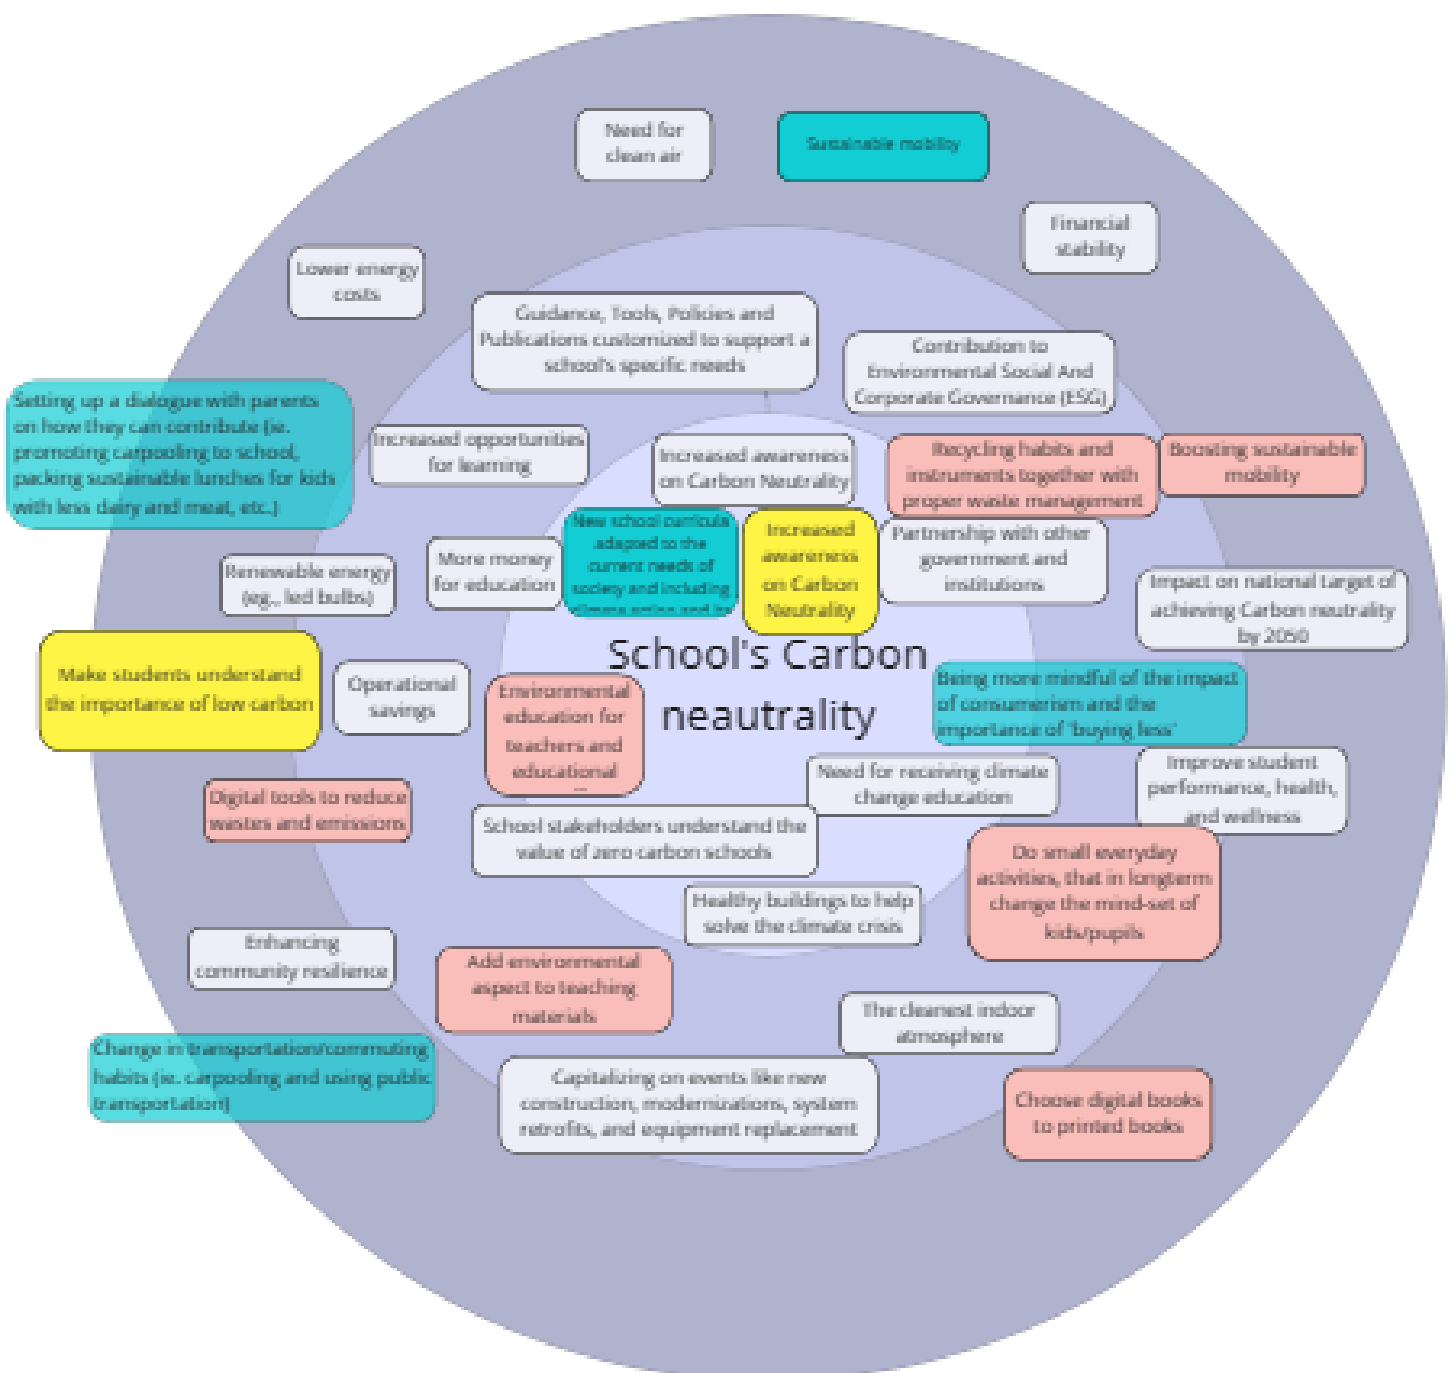 Need for
clean air
Sustainable mobility
Financial
stability
Lower energy
costs
Guidance, Tools, Policies and
Publications customized to support a
school's specific needs
Contribution to
Environmental Social And
Corporate Governance (ESG)
Setting up a dialogue with parents
on how they can contribute (ie.
promoting carpooling to school,
packing sustainable lunches for kids
with less dairy and meat, etc.)
Increased opportunities
for learning
Increased awareness
on Carbon Neutrality
Recycling habits and
instruments together with
proper waste management
Boosting sustainable
mobility
New school curricula
adapted to the
current needs of
society and including
climate action and
Increased
awareness
on Carbon
Neutrality
Partnership with other
government and
institutions
More money
for education
Renewable energy
(eg., led bulbs)
Impact on national target of
achieving Carbon neutrality
by 2050
School's Carbon
neautrality
Make students understand
the importance of low-carbon
Operational
savings
Environmental
education for
teachers and
educational
...
Being more mindful of the impact
of consumerism and the
importance of 'buying less'
Need for receiving climate
change education
Improve student
performance, health,
and wellness
Digital tools to reduce
wastes and emissions
School stakeholders understand the
value of zero-carbon schools
Do small everyday
activities, that in longterm
change the mind-set of
kids/pupils
Healthy buildings to help
solve the climate crisis
Enhancing
community resilience
Add environmental
aspect to teaching
materials
The cleanest indoor
atmosphere
Change in transportation/commuting
habits (ie. carpooling and using public
transportation)
Capitalizing on events like new
construction, modernizations, system
retrofits, and equipment replacement
Choose digital books
to printed books